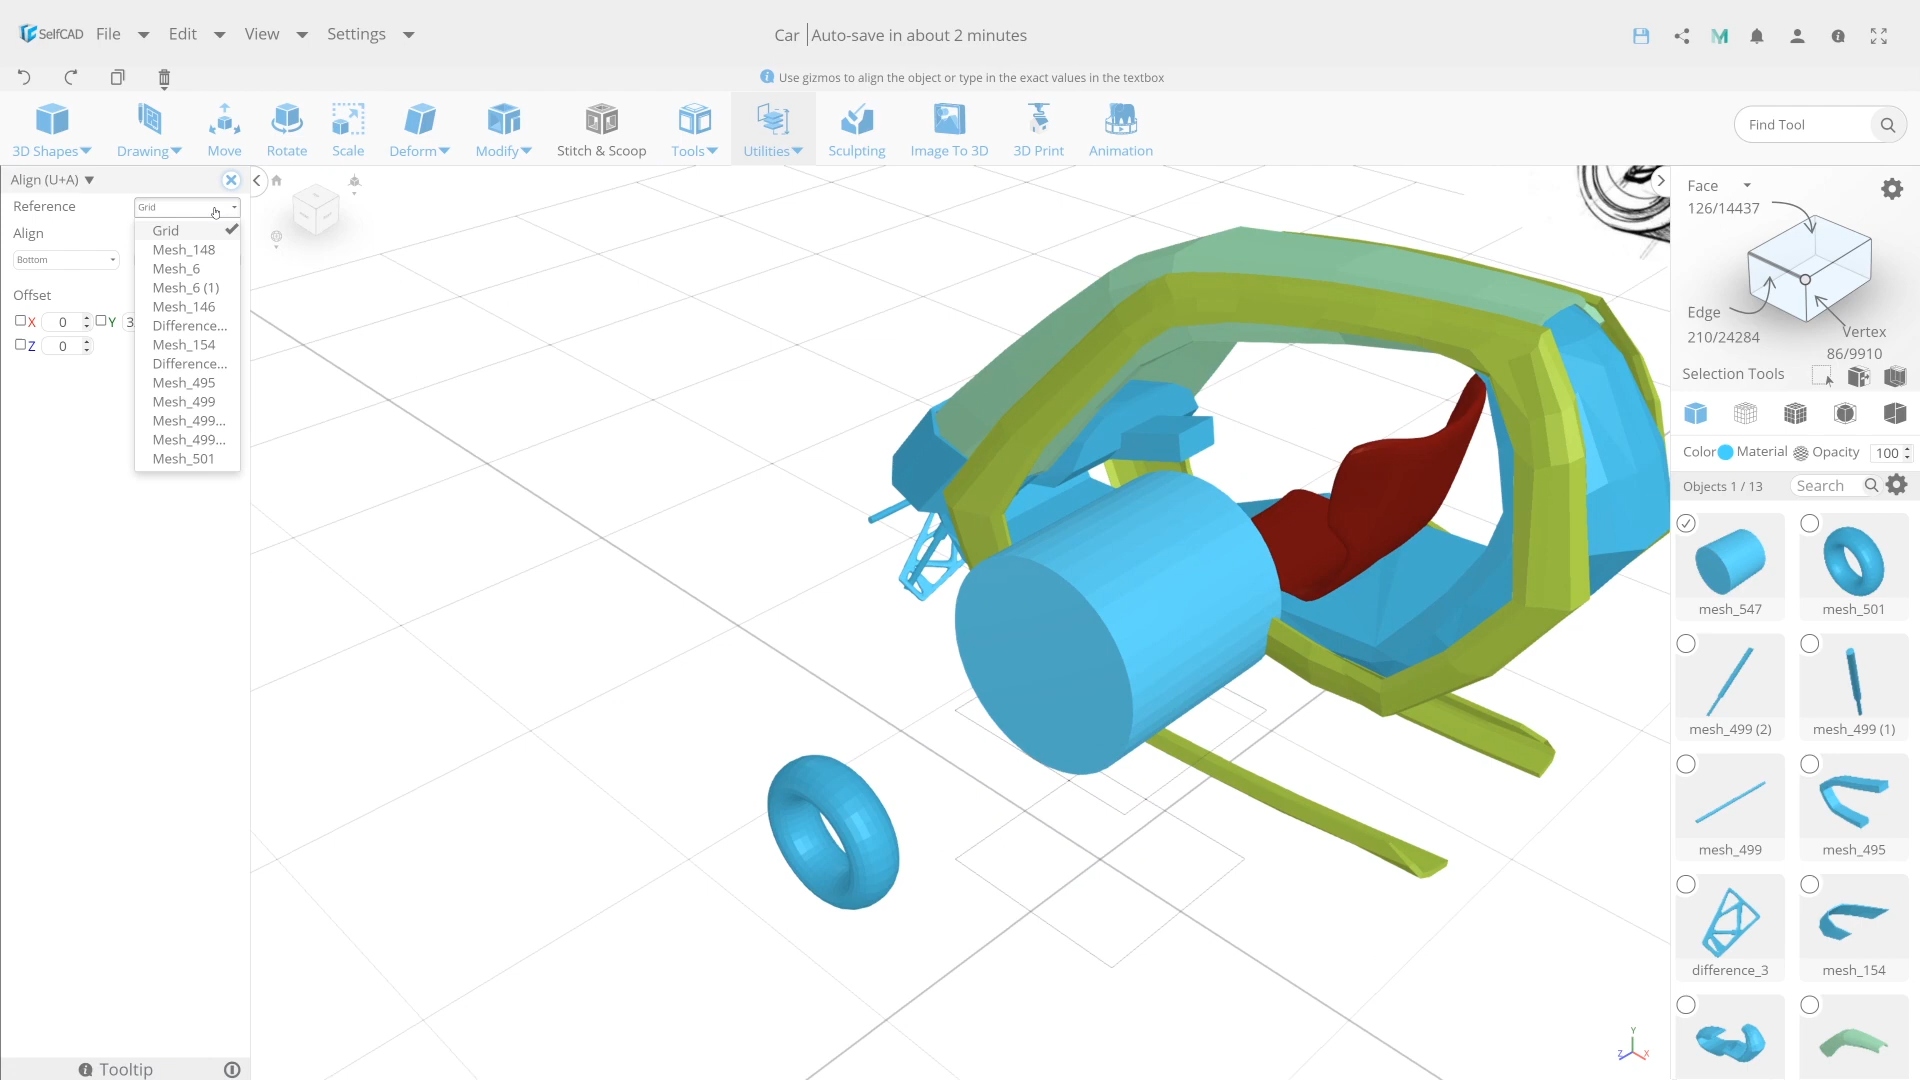 SelfCAD File Edit View Settings
Car Auto-save in about 2 minutes
Use gizmos to align the object or type in the exact values in the textbox
3D Shapes Drawing Move Rotate Scale Deform Modify Stitch & Scoop Tools Utilities Sculpting Image To 3D 3D Print Animation
Find Tool
Align (U+A)
Reference Grid
Align
Bottom
Offset
X 0 Y 3
Z 0
Grid
Mesh_148
Mesh_6
Mesh_6 (1)
Mesh_146
Difference...
Mesh_154
Difference...
Mesh_495
Mesh_499
Mesh_499...
Mesh_499...
Mesh_501
Tooltip
Y
Z X
Face
126/14437
Edge
210/24284
Vertex
86/9910
Selection Tools
Color Material Opacity 100
Objects 1 / 13 Search
mesh_547 mesh_501
mesh_499 (2) mesh_499 (1)
mesh_499 mesh_495
difference_3 mesh_154